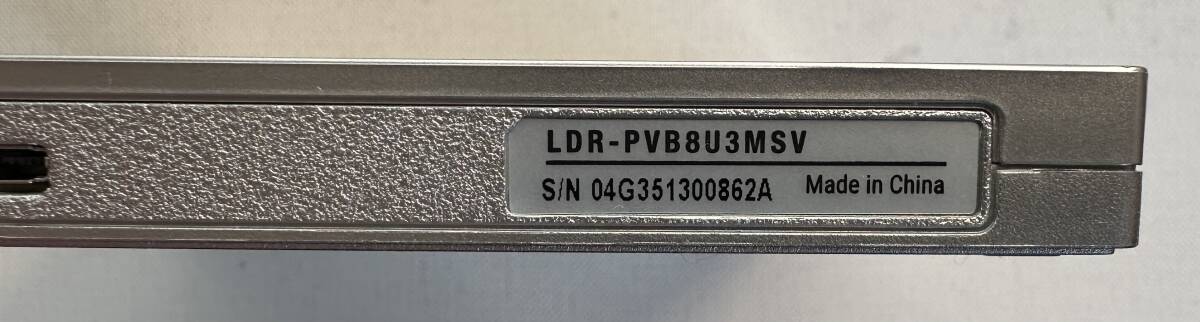 LDR-PVB8U3MSV
S/N 04G351300862A Made in China